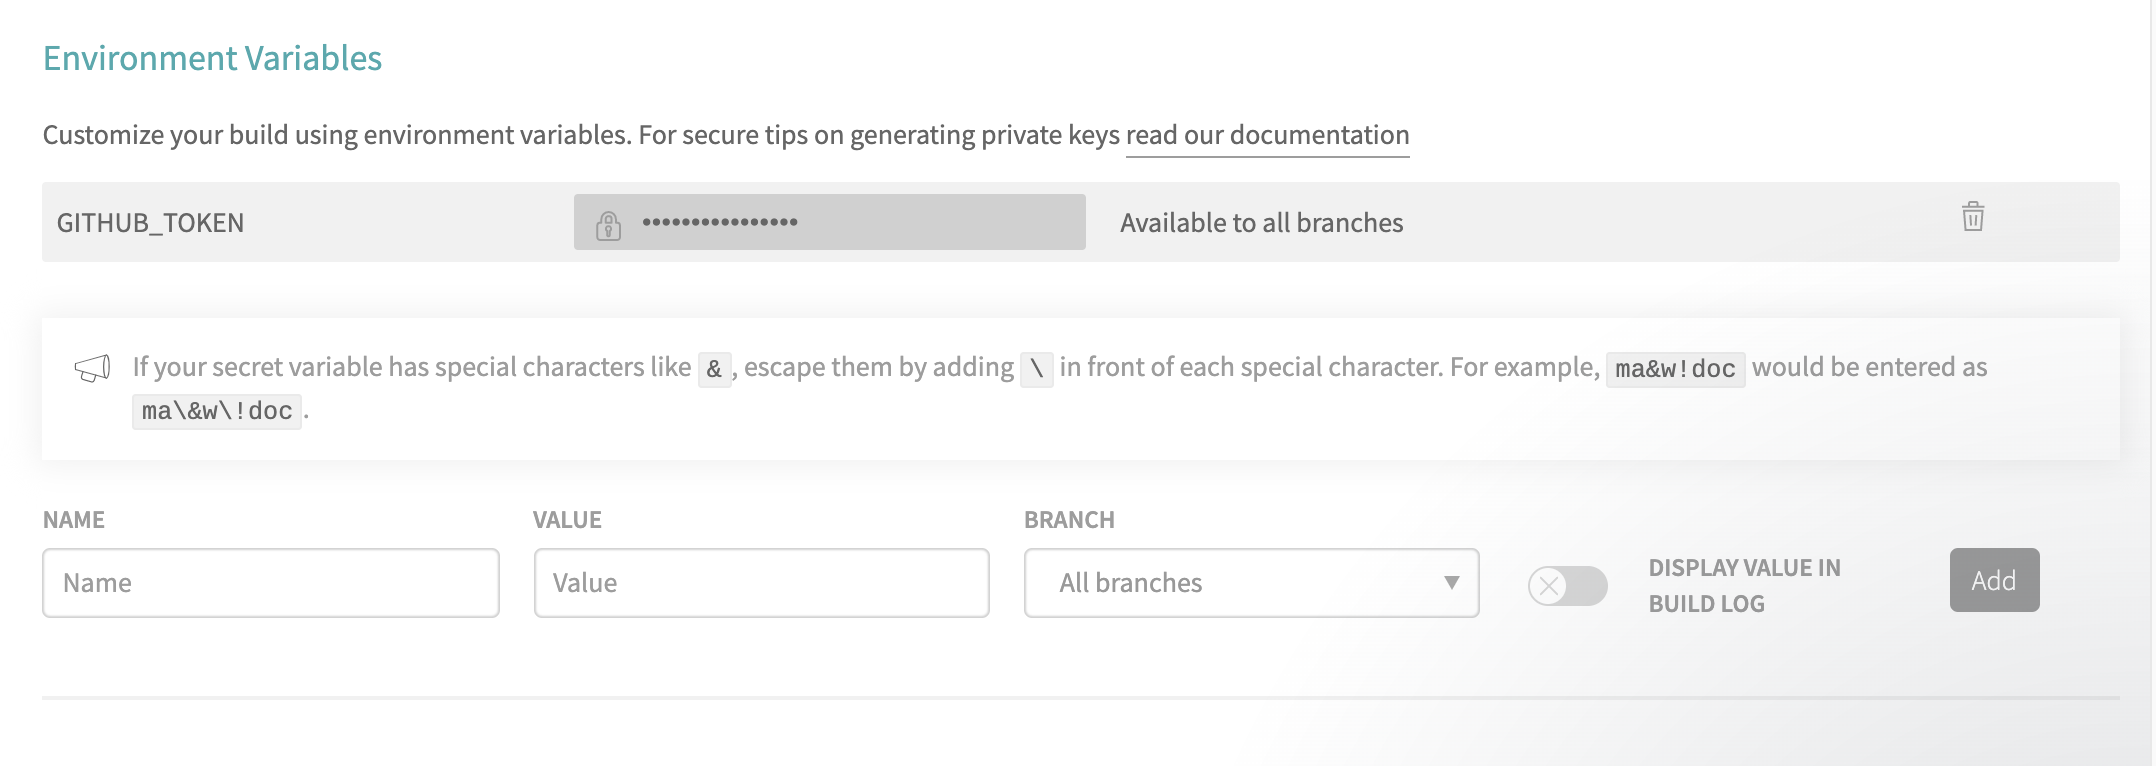 Environment Variables
Customize your build using environment variables. For secure tips on generating private keys read our documentation
GITHUB_TOKEN •••••••••••••••• Available to all branches
If your secret variable has special characters like &, escape them by adding \ in front of each special character. For example, ma&w!doc would be entered as
ma\&w\!doc.
NAME VALUE BRANCH
Name Value All branches DISPLAY VALUE IN
BUILD LOG Add